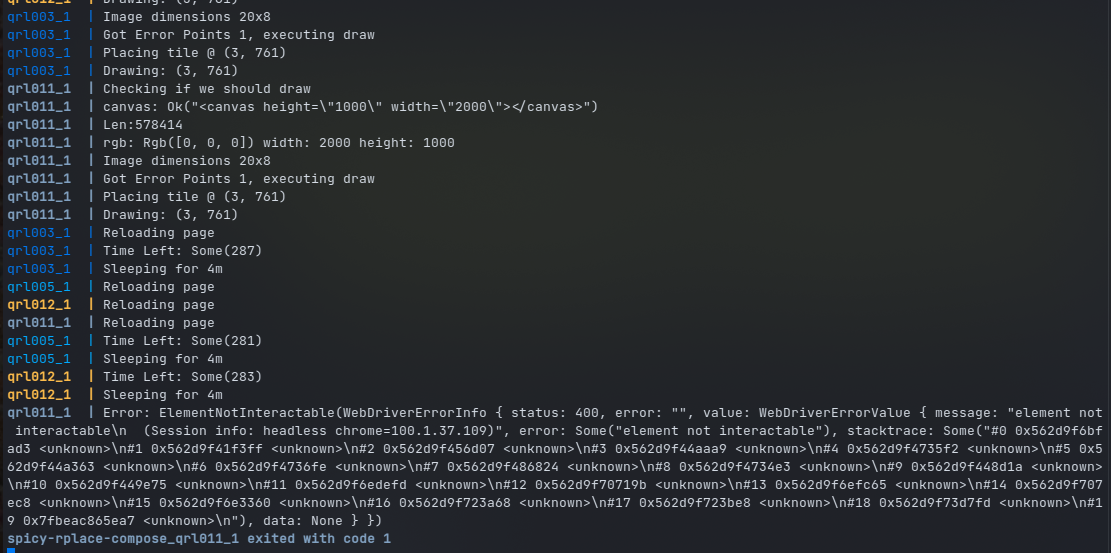 qrl012_1 | Drawing: (3, 761)
qrl003_1 | Image dimensions 20x8
qrl003_1 | Got Error Points 1, executing draw
qrl003_1 | Placing tile @ (3, 761)
qrl003_1 | Drawing: (3, 761)
qrl011_1 | Checking if we should draw
qrl011_1 | canvas: Ok("<canvas height=\"1000\" width=\"2000\"></canvas>")
qrl011_1 | Len:578414
qrl011_1 | rgb: Rgb([0, 0, 0]) width: 2000 height: 1000
qrl011_1 | Image dimensions 20x8
qrl011_1 | Got Error Points 1, executing draw
qrl011_1 | Placing tile @ (3, 761)
qrl011_1 | Drawing: (3, 761)
qrl003_1 | Reloading page
qrl003_1 | Time Left: Some(287)
qrl003_1 | Sleeping for 4m
qrl005_1 | Reloading page
qrl012_1 | Reloading page
qrl011_1 | Reloading page
qrl005_1 | Time Left: Some(281)
qrl005_1 | Sleeping for 4m
qrl012_1 | Time Left: Some(283)
qrl012_1 | Sleeping for 4m
qrl011_1 | Error: ElementNotInteractable(WebDriverErrorInfo { status: 400, error: "", value: WebDriverErrorValue { message: "element not
interactable\n  (Session info: headless chrome=100.1.37.109)", error: Some("element not interactable"), stacktrace: Some("#0 0x562d9f6bf
ad3 <unknown>\n#1 0x562d9f41f3ff <unknown>\n#2 0x562d9f456d07 <unknown>\n#3 0x562d9f44aaa9 <unknown>\n#4 0x562d9f4735f2 <unknown>\n#5 0x5
62d9f44a363 <unknown>\n#6 0x562d9f4736fe <unknown>\n#7 0x562d9f486824 <unknown>\n#8 0x562d9f4734e3 <unknown>\n#9 0x562d9f448d1a <unknown>
\n#10 0x562d9f449e75 <unknown>\n#11 0x562d9f6edefd <unknown>\n#12 0x562d9f70719b <unknown>\n#13 0x562d9f6efc65 <unknown>\n#14 0x562d9f707
ec8 <unknown>\n#15 0x562d9f6e3360 <unknown>\n#16 0x562d9f723a68 <unknown>\n#17 0x562d9f723be8 <unknown>\n#18 0x562d9f73d7fd <unknown>\n#1
9 0x7fbeac865ea7 <unknown>\n"), data: None } })
spicy-rplace-compose_qrl011_1 exited with code 1